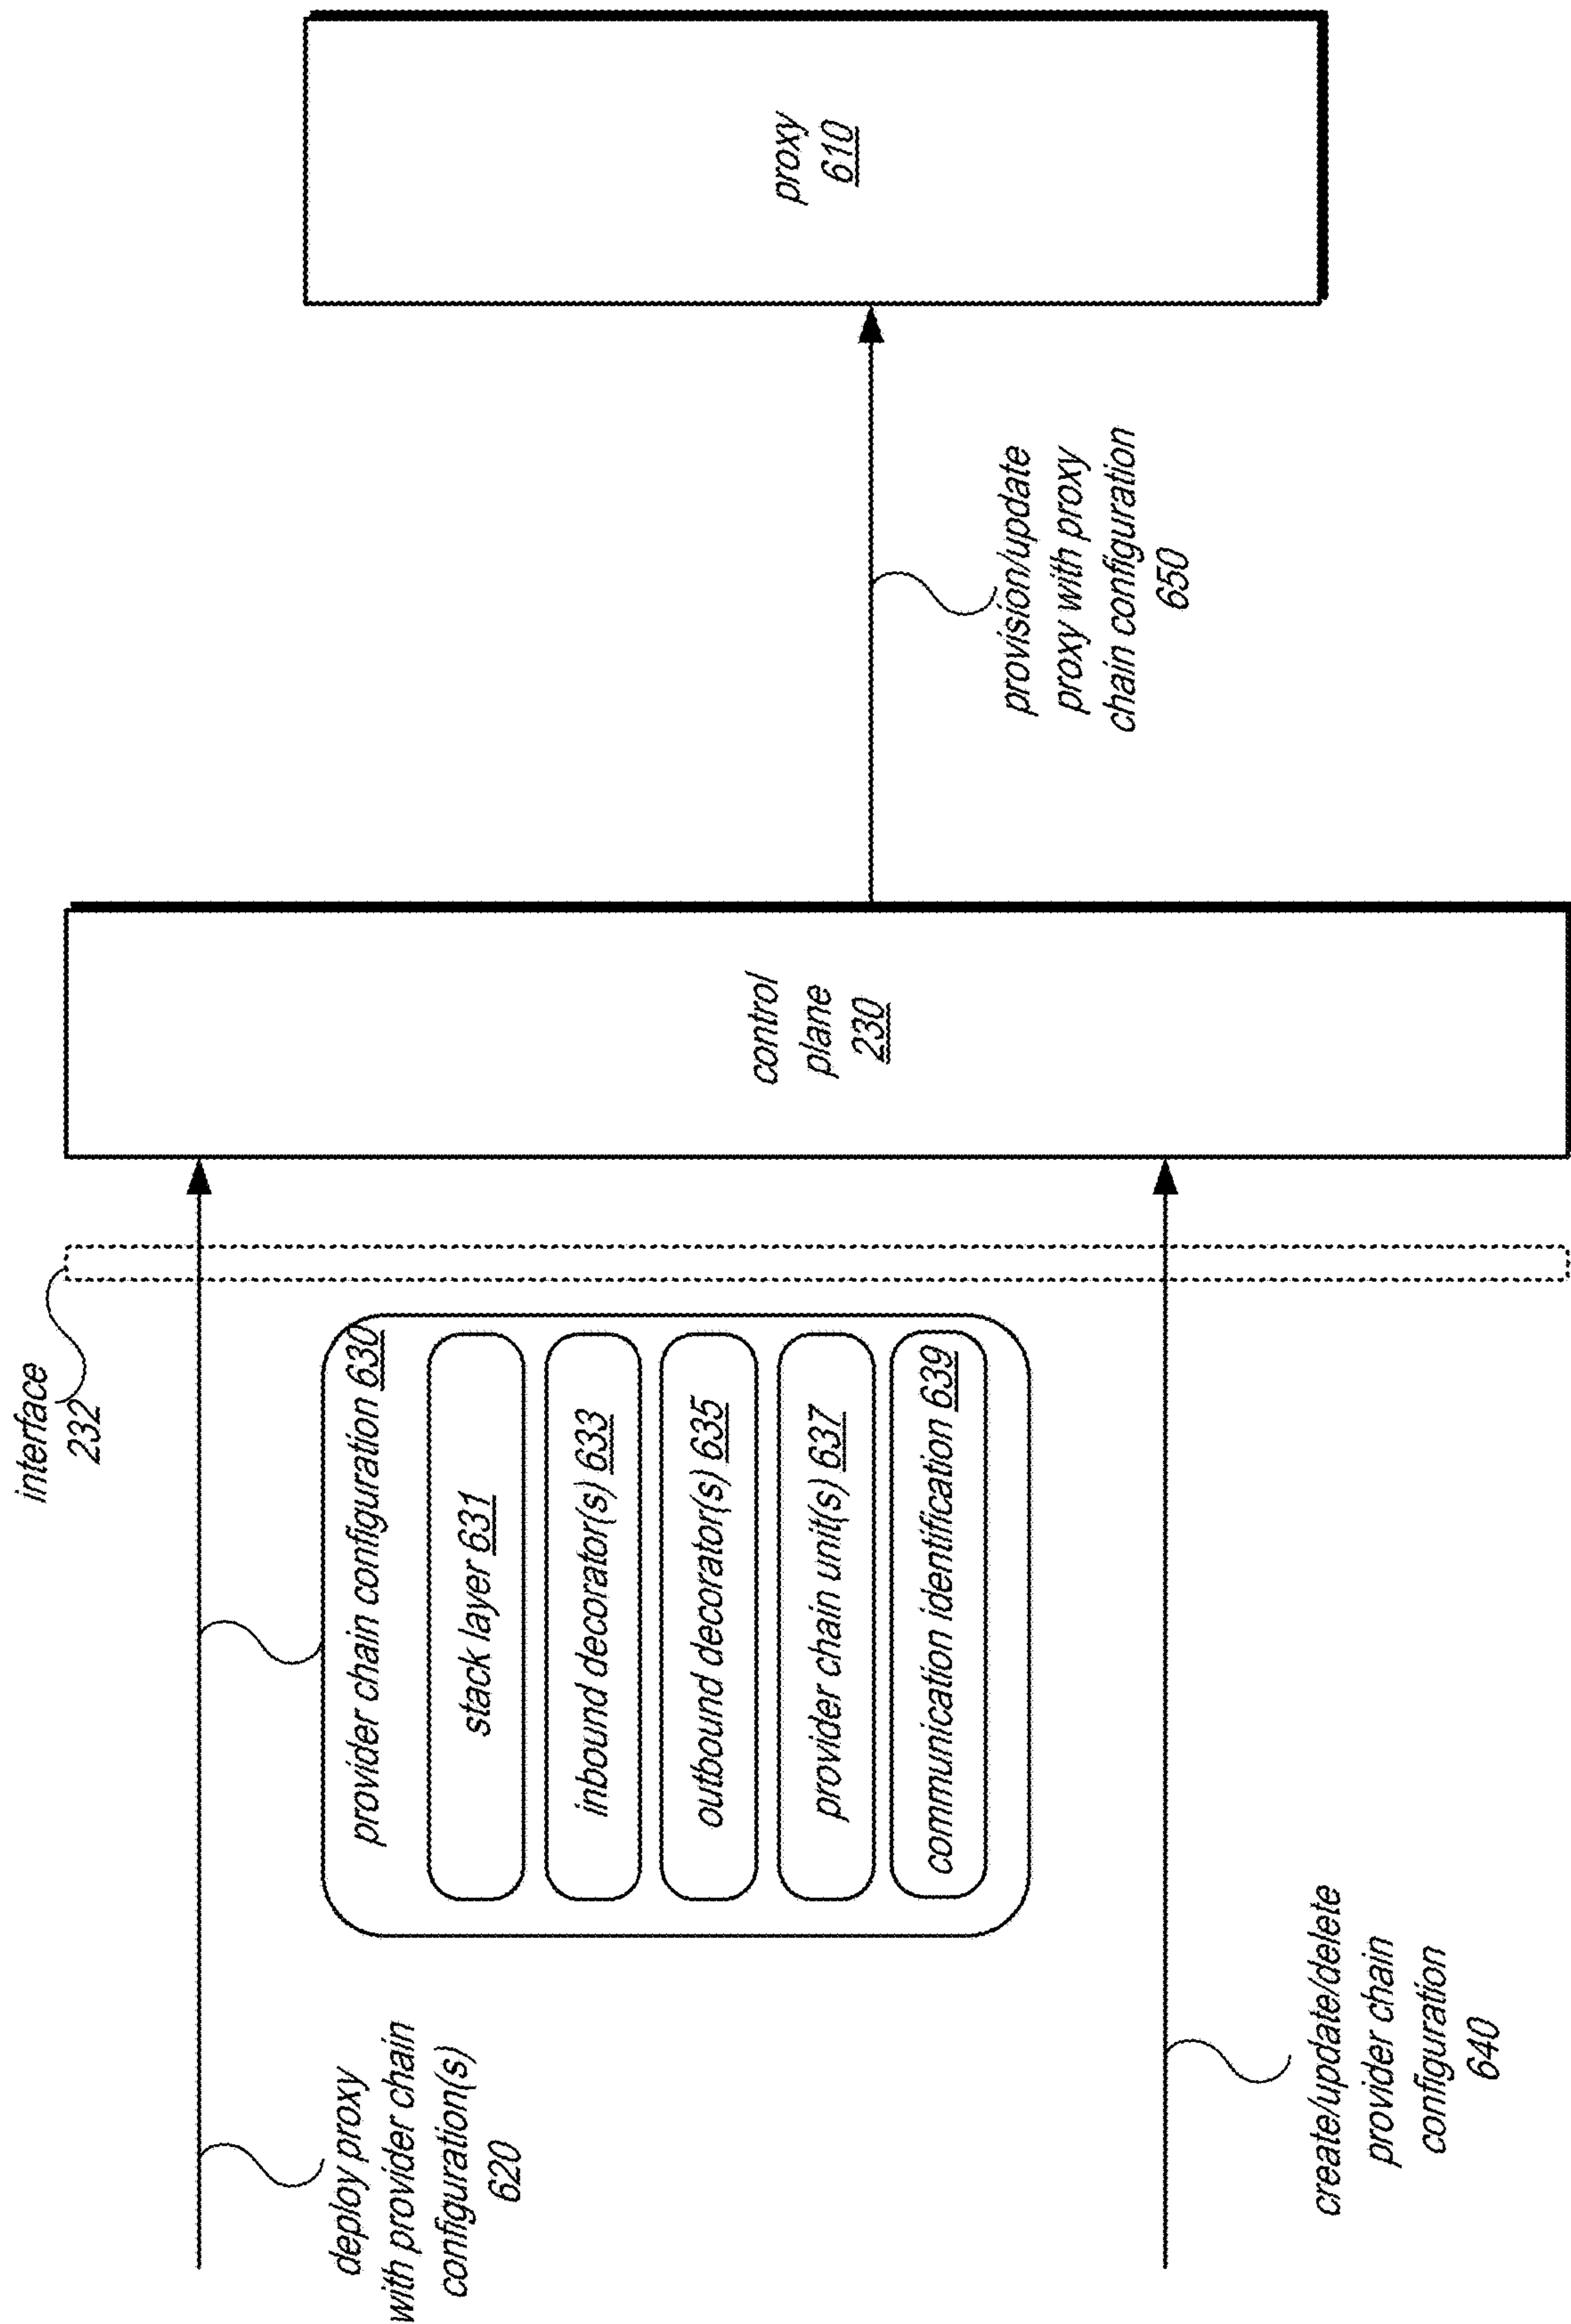 interface
232
deploy proxy
with provider chain
configuration(s)
620
provider chain configuration 630
stack layer 631
inbound decorator(s) 633
outbound decorator(s) 635
provider chain unit(s) 637
communication identification 639
create/update/delete
provider chain
configuration
640
control
plane
230
provision/update
proxy with proxy
chain configuration
650
proxy
610